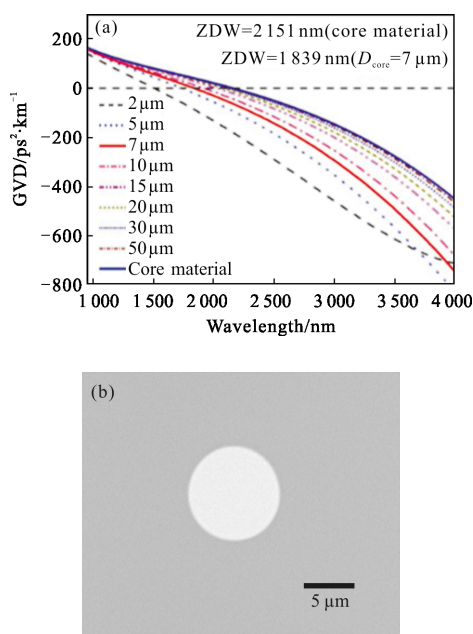 (a)
ZDW=2 151 nm(core material)
ZDW=1 839 nm(D_core=7 μm)
200
0
−200
−400
−600
−800
GVD/ps²·km⁻¹
2 μm
5 μm
7 μm
10 μm
15 μm
20 μm
30 μm
50 μm
Core material
1 000 1 500 2 000 2 500 3 000 3 500 4 000
Wavelength/nm
(b)
5 μm